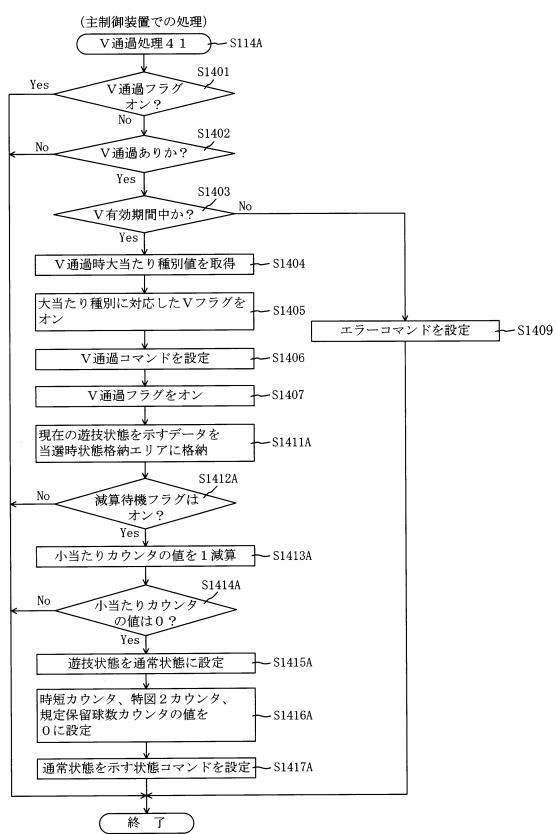 (主制御装置での処理)
V通過処理41
S114A
S1401
Yes
V通過フラグ
オン?
No
S1402
No
V通過ありか?
Yes
S1403
No
V有効期間中か?
Yes
V通過時大当たり種別値を取得
S1404
大当たり種別に対応したVフラグを
オン
S1405
エラーコマンドを設定
S1409
V通過コマンドを設定
S1406
V通過フラグをオン
S1407
現在の遊技状態を示すデータを
当選時状態格納エリアに格納
S1411A
S1412A
No
減算待機フラグは
オン?
Yes
小当たりカウンタの値を1減算
S1413A
S1414A
No
小当たりカウンタ
の値は0?
Yes
遊技状態を通常状態に設定
S1415A
時短カウンタ、特図2カウンタ、
規定保留球数カウンタの値を
0に設定
S1416A
通常状態を示す状態コマンドを設定
S1417A
終 了